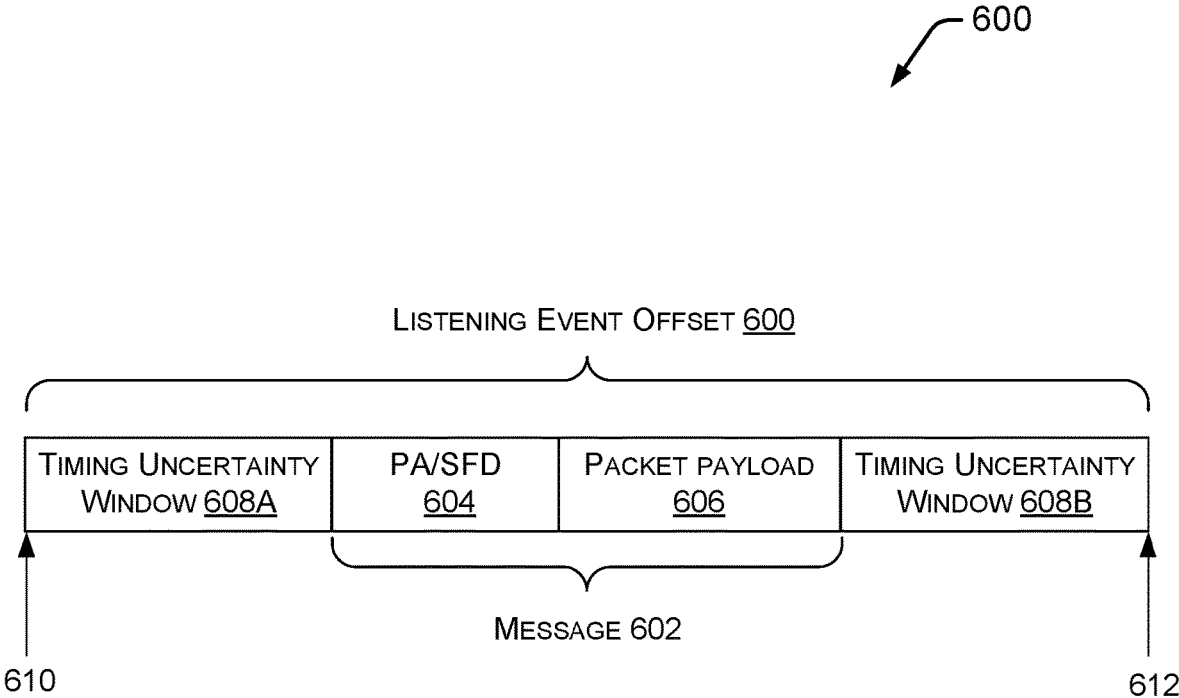 600
LISTENING EVENT OFFSET 600
TIMING UNCERTAINTY
WINDOW 608A
PA/SFD
604
PACKET PAYLOAD
606
TIMING UNCERTAINTY
WINDOW 608B
MESSAGE 602
610
612